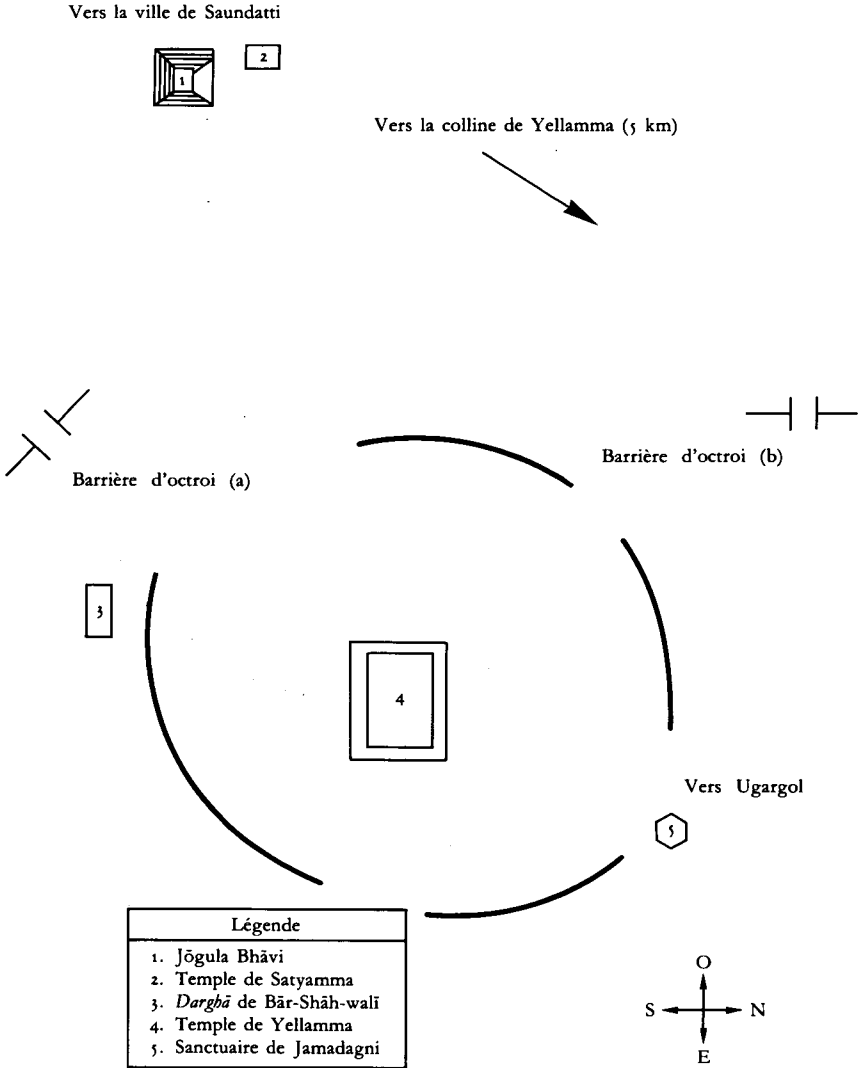 Vers la ville de Saundatti
2
1
Vers la colline de Yellamma (5 km)
Barrière d'octroi (b)
Barrière d'octroi (a)
3
4
Vers Ugargol
5
Légende
1. Jōgula Bhāvi
2. Temple de Satyamma
3. Darghā de Bār-Shāh-walī
4. Temple de Yellamma
5. Sanctuaire de Jamadagni
O
S N
E